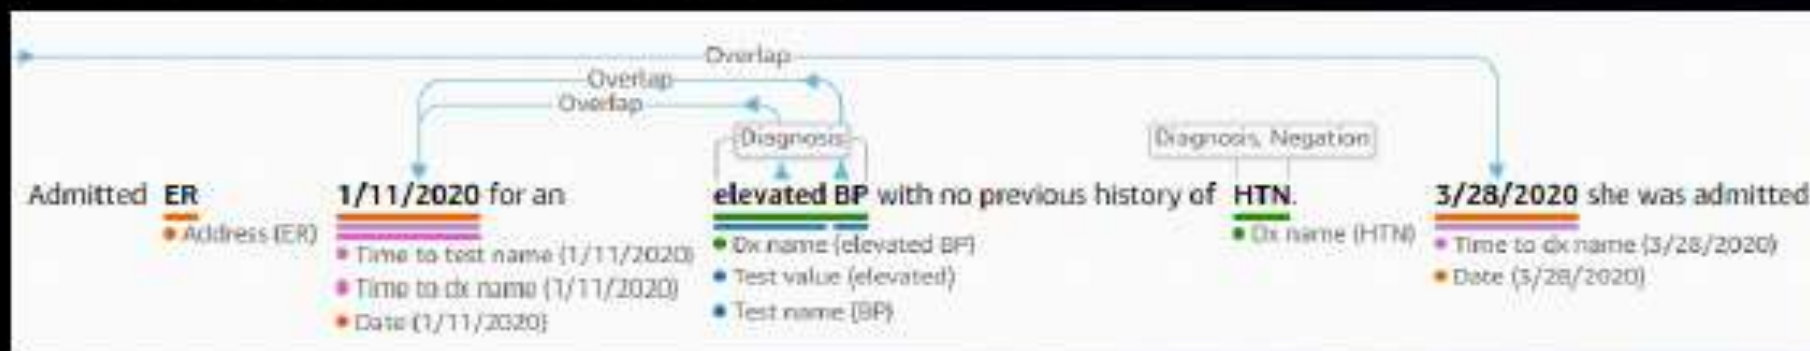 Overlap
Overlap
Overlap
Diagnosis
Diagnosis, Negation
Admitted ER 1/11/2020 for an elevated BP with no previous history of HTN. 3/28/2020 she was admitted
Address (ER)
Time to test name (1/11/2020)
Time to dx name (1/11/2020)
Date (1/11/2020)
Dx name (elevated BP)
Test value (elevated)
Test name (BP)
Dx name (HTN)
Time to dx name (3/28/2020)
Date (3/28/2020)